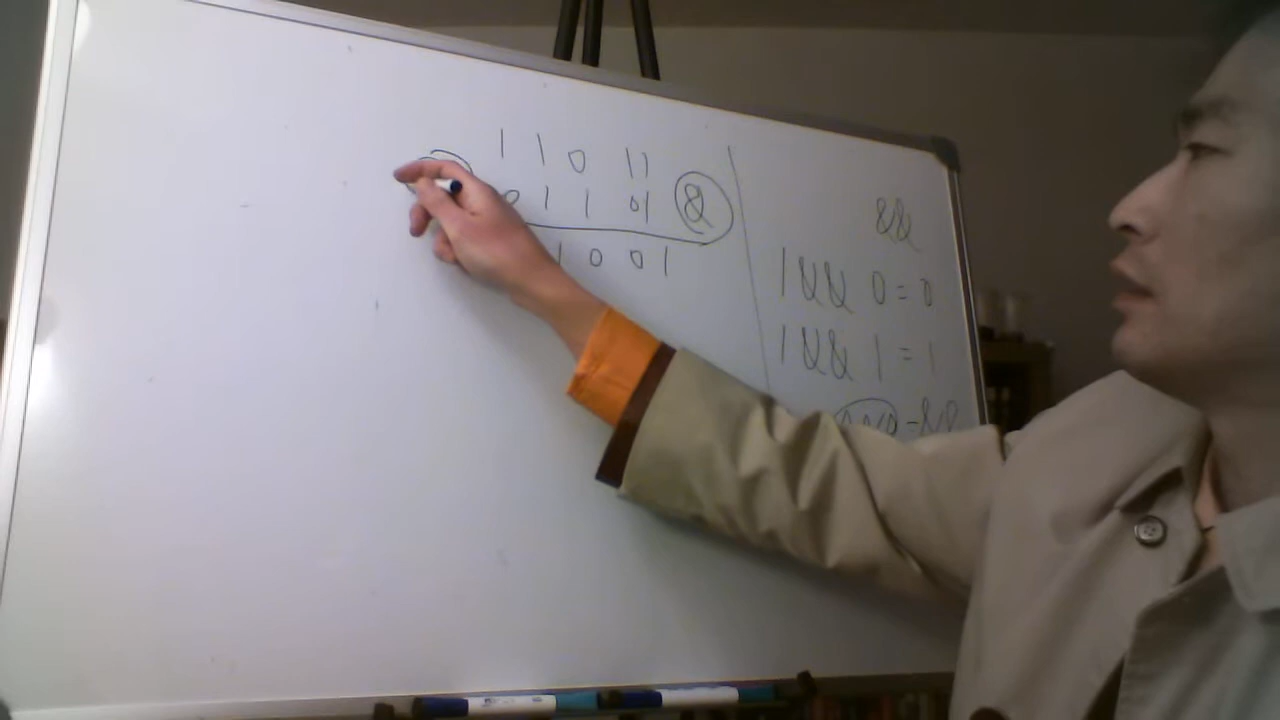 1 1 0 1 1
0 1 1 0 1 &
1 0 0 1
&&
1 && 0 = 0
1 && 1 = 1